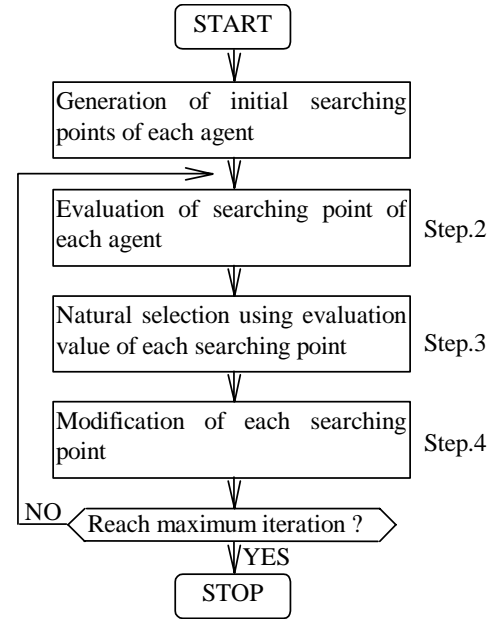 START
Generation of initial searching
points of each agent
Evaluation of searching point of
each agent
Step.2
Natural selection using evaluation
value of each searching point
Step.3
Modification of each searching
point
Step.4
NO
Reach maximum iteration ?
YES
STOP